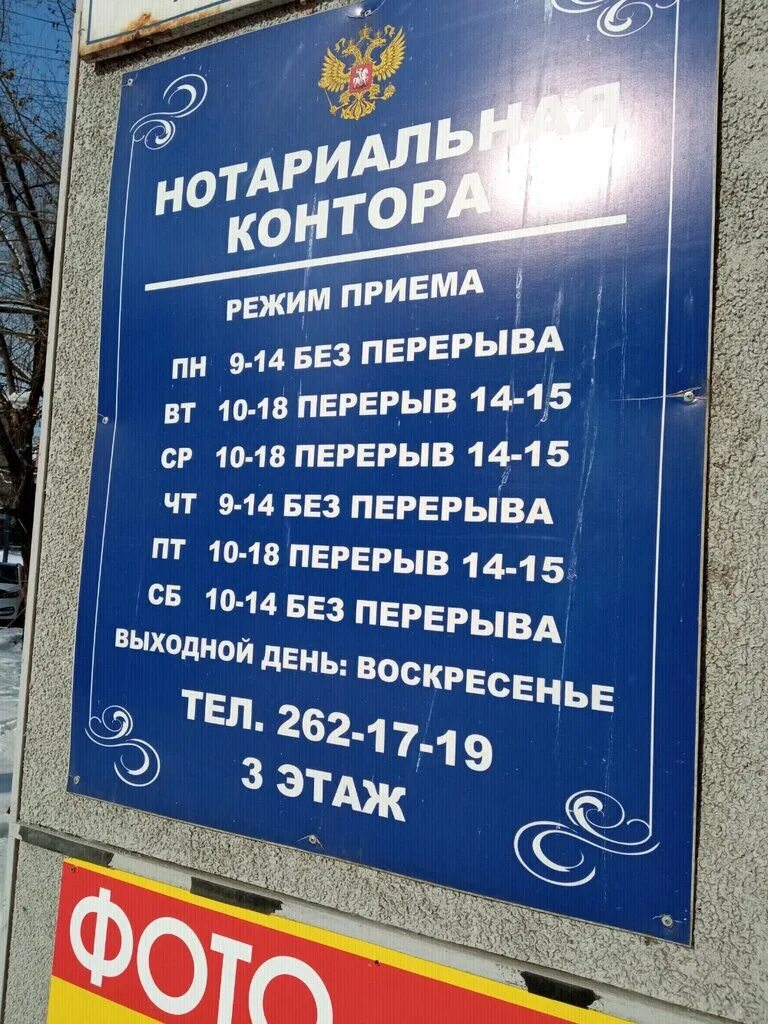 НОТАРИАЛЬНАЯ
КОНТОРА
РЕЖИМ ПРИЕМА
ПН 9-14 БЕЗ ПЕРЕРЫВА
ВТ 10-18 ПЕРЕРЫВ 14-15
СР 10-18 ПЕРЕРЫВ 14-15
ЧТ 9-14 БЕЗ ПЕРЕРЫВА
ПТ 10-18 ПЕРЕРЫВ 14-15
СБ 10-14 БЕЗ ПЕРЕРЫВА
ВЫХОДНОЙ ДЕНЬ: ВОСКРЕСЕНЬЕ
ТЕЛ. 262-17-19
3 ЭТАЖ
ФОТО